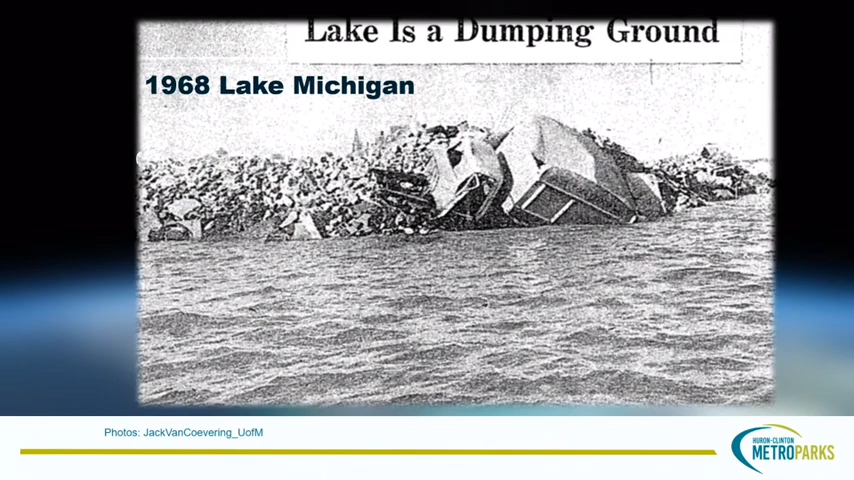 Lake Is a Dumping Ground
1968 Lake Michigan
Photos: JackVanCoevering_UofM
HURON-CLINTON
METROPARKS